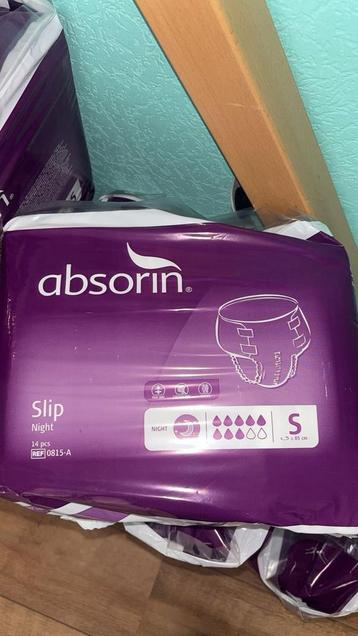 absorin®
Slip
Night
14 pcs
REF 0815-A
NIGHT
S